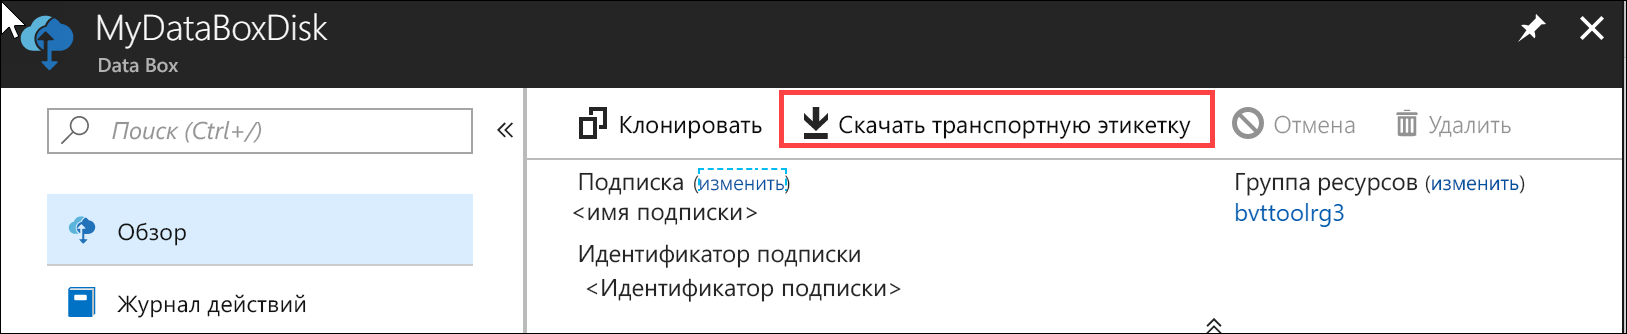 MyDataBoxDisk
Data Box
Поиск (Ctrl+/)
«
Обзор
Журнал действий
Клонировать
Скачать транспортную этикетку
Отмена
Удалить
Подписка (изменить)
<имя подписки>
Идентификатор подписки
<Идентификатор подписки>
Группа ресурсов (изменить)
bvttoolrg3